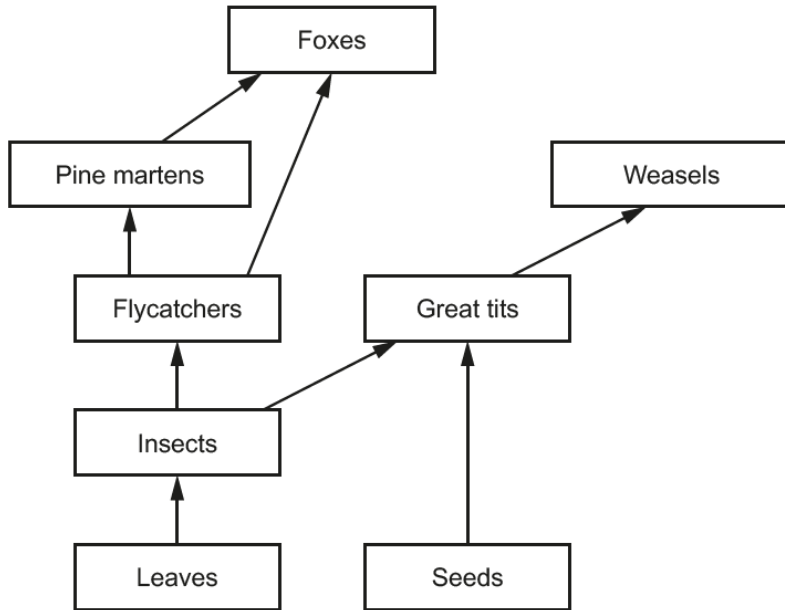 Foxes
Pine martens
Weasels
Flycatchers
Great tits
Insects
Leaves
Seeds